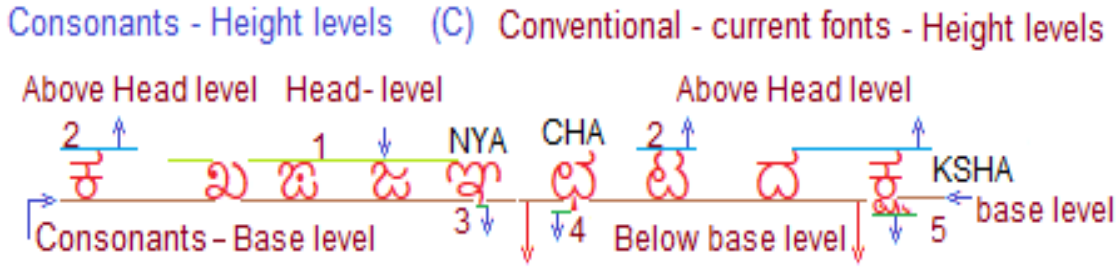 Consonants - Height levels (C) Conventional - current fonts - Height levels
Above Head level Head- level Above Head level
2 1 NYA CHA 2
ಕ ಖ ಙ ಜ ಞ ಛ ಟ ದ ಕ್ಷ KSHA
base level
3 4 5
Consonants – Base level Below base level